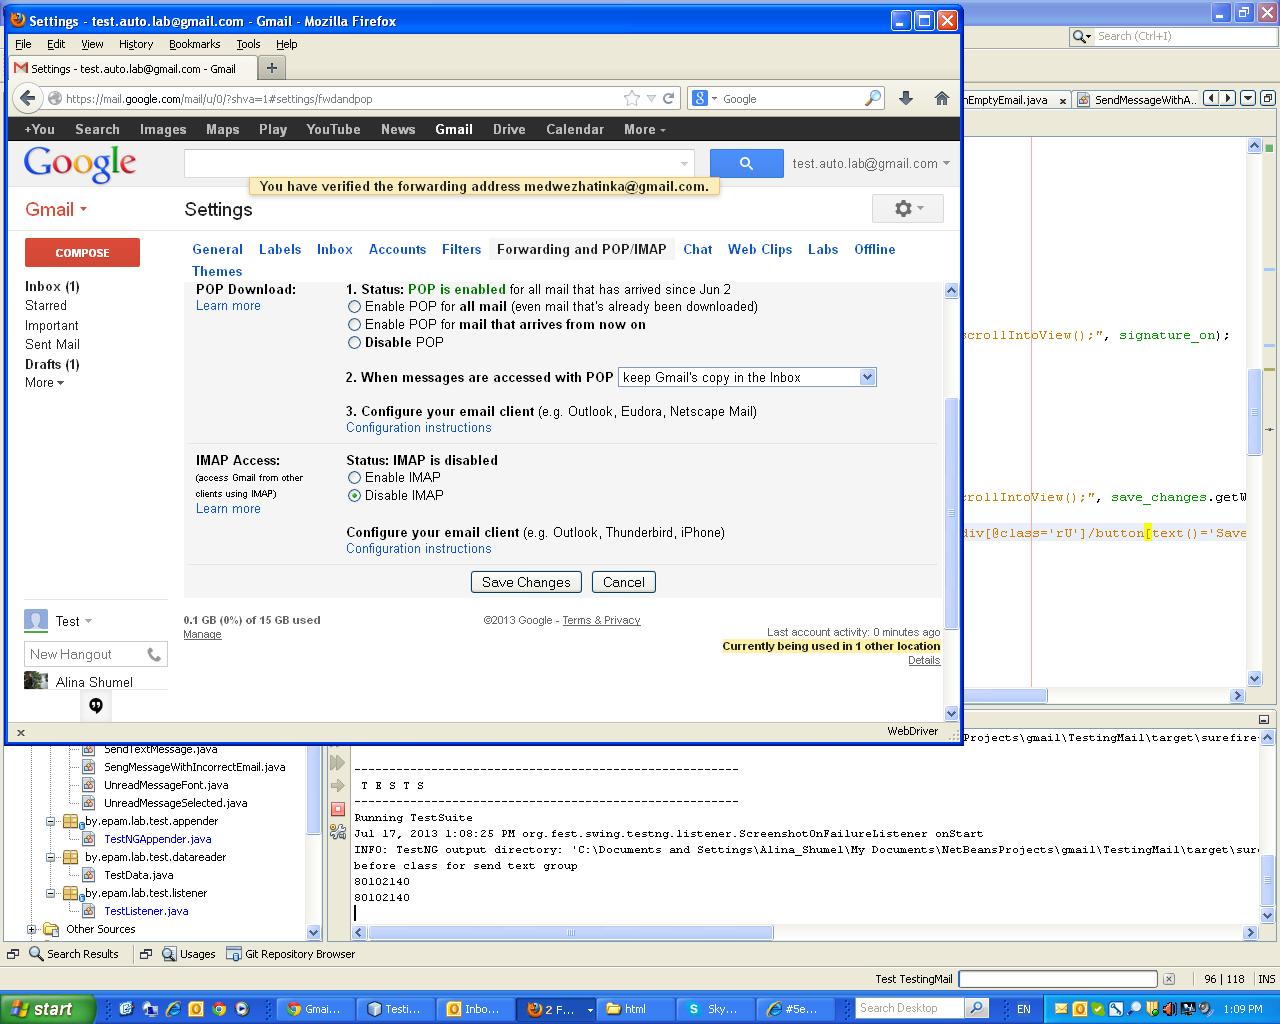 Settings - test.auto.lab@gmail.com - Gmail - Mozilla Firefox
File Edit View History Bookmarks Tools Help
Settings - test.auto.lab@gmail.com - Gmail
https://mail.google.com/mail/u/0/?shva=1#settings/fwdandpop
Google
Search (Ctrl+I)
nEmptyEmail.java SendMessageWithA..
+You Search Images Maps Play YouTube News Gmail Drive Calendar More
Google
test.auto.lab@gmail.com
You have verified the forwarding address medwezhatinka@gmail.com.
Gmail
Settings
COMPOSE
Inbox (1)
Starred
Important
Sent Mail
Drafts (1)
More
General Labels Inbox Accounts Filters Forwarding and POP/IMAP Chat Web Clips Labs Offline
Themes
POP Download:
Learn more
1. Status: POP is enabled for all mail that has arrived since Jun 2
Enable POP for all mail (even mail that's already been downloaded)
Enable POP for mail that arrives from now on
Disable POP
2. When messages are accessed with POP keep Gmail's copy in the Inbox
3. Configure your email client (e.g. Outlook, Eudora, Netscape Mail)
Configuration instructions
IMAP Access:
(access Gmail from other
clients using IMAP)
Learn more
Status: IMAP is disabled
Enable IMAP
Disable IMAP
Configure your email client (e.g. Outlook, Thunderbird, iPhone)
Configuration instructions
Save Changes Cancel
Test
New Hangout
Alina Shumel
0.1 GB (0%) of 15 GB used
Manage
©2013 Google - Terms & Privacy
Last account activity: 0 minutes ago
Currently being used in 1 other location
Details
x
WebDriver
scrollIntoView();", signature_on);
crollIntoView();", save_changes.getW
div[@class='rU']/button[text()='Save
SendTextMessage.java
SengMessageWithIncorrectEmail.java
UnreadMessageFont.java
UnreadMessageSelected.java
by.epam.lab.test.appender
TestNGAppender.java
by.epam.lab.test.datareader
TestData.java
by.epam.lab.test.listener
TestListener.java
Other Sources
Projects\gmail\TestingMail\target\surefire-
-------------------------------------------------------
T E S T S
-------------------------------------------------------
Running TestSuite
Jul 17, 2013 1:08:25 PM org.fest.swing.testng.listener.ScreenshotOnFailureListener onStart
INFO: TestNG output directory: 'C:\Documents and Settings\Alina_Shumel\My Documents\NetBeansProjects\gmail\TestingMail\target\sure
before class for send text group
80102140
80102140
Search Results Usages Git Repository Browser
Test TestingMail 96 | 118 INS
start Gmai... Testi... Inbo... 2 F... html Sky... #5e... Search Desktop EN 1:09 PM